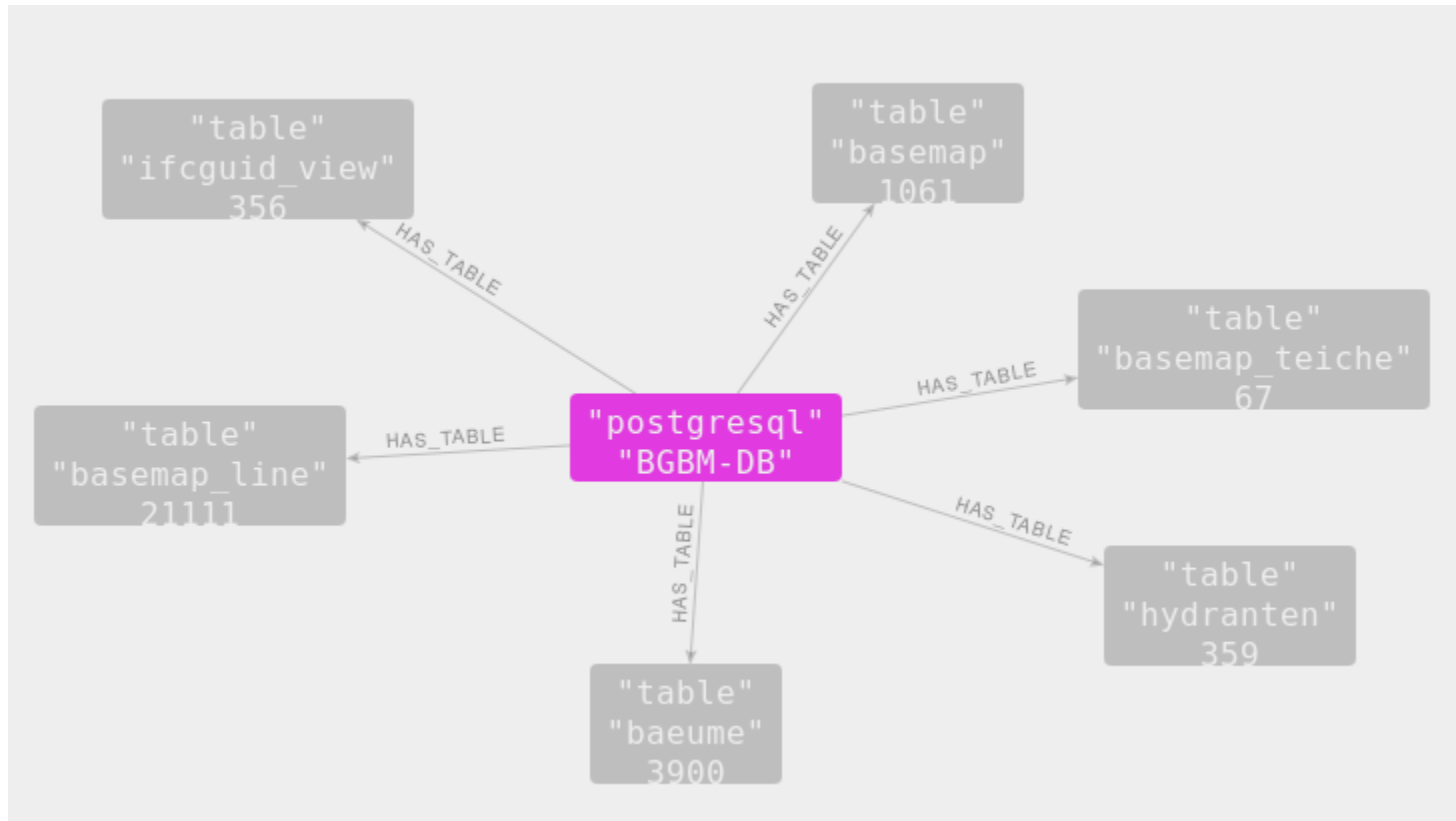 "table"
"basemap"
1061
"table"
"ifcguid_view"
356
HAS_TABLE
HAS_TABLE
"table"
"basemap_teiche"
67
HAS_TABLE
"postgresql"
"BGBM-DB"
"table"
"basemap_line"
21111
HAS_TABLE
HAS_TABLE
HAS_TABLE
"table"
"hydranten"
359
"table"
"baeume"
3900